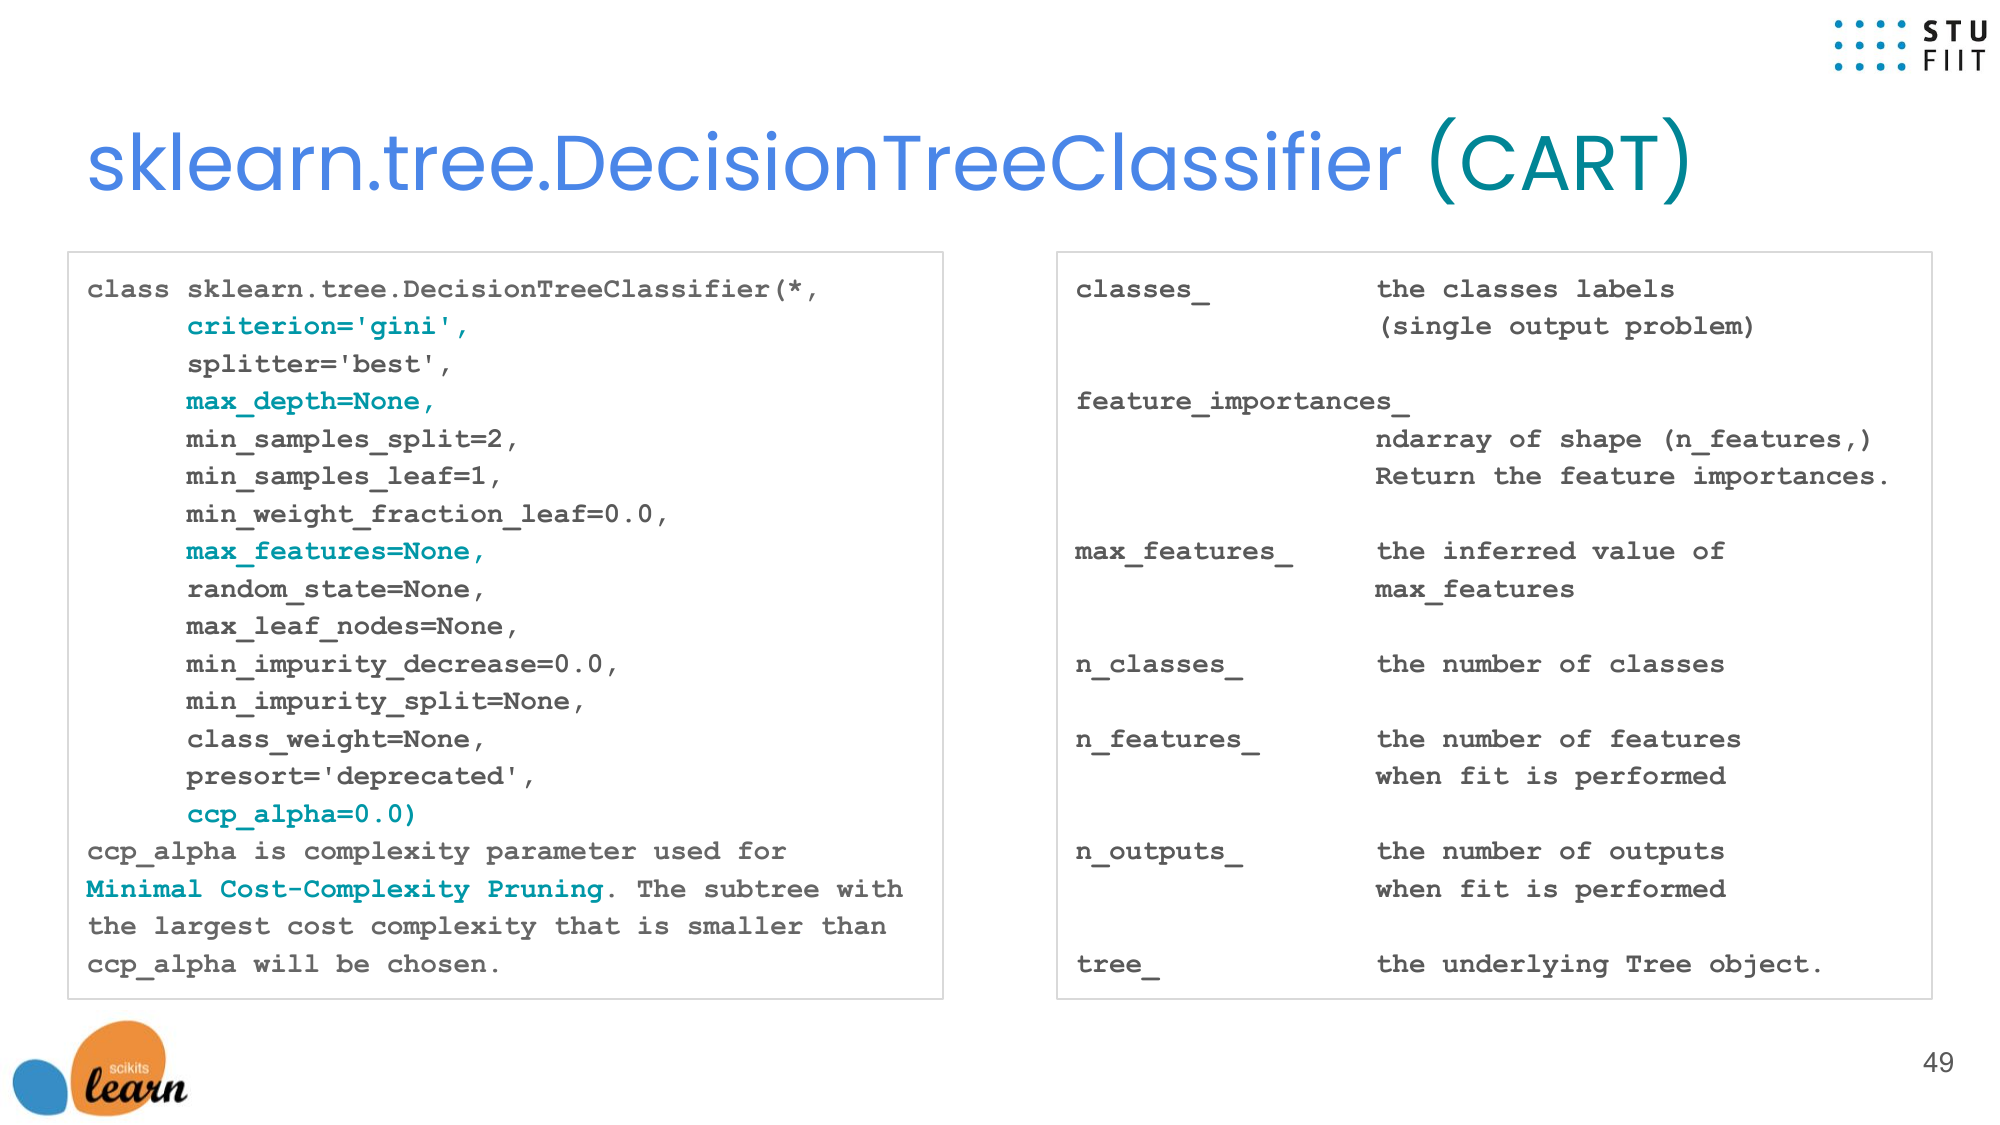 STU
FIIT
sklearn.tree.DecisionTreeClassifier (CART)
class sklearn.tree.DecisionTreeClassifier(*,
criterion='gini',
splitter='best',
max_depth=None,
min_samples_split=2,
min_samples_leaf=1,
min_weight_fraction_leaf=0.0,
max_features=None,
random_state=None,
max_leaf_nodes=None,
min_impurity_decrease=0.0,
min_impurity_split=None,
class_weight=None,
presort='deprecated',
ccp_alpha=0.0)
ccp_alpha is complexity parameter used for
Minimal Cost-Complexity Pruning. The subtree with
the largest cost complexity that is smaller than
ccp_alpha will be chosen.
classes_ the classes labels
(single output problem)
feature_importances_
ndarray of shape (n_features,)
Return the feature importances.
max_features_ the inferred value of
max_features
n_classes_ the number of classes
n_features_ the number of features
when fit is performed
n_outputs_ the number of outputs
when fit is performed
tree_ the underlying Tree object.
scikits
learn
49